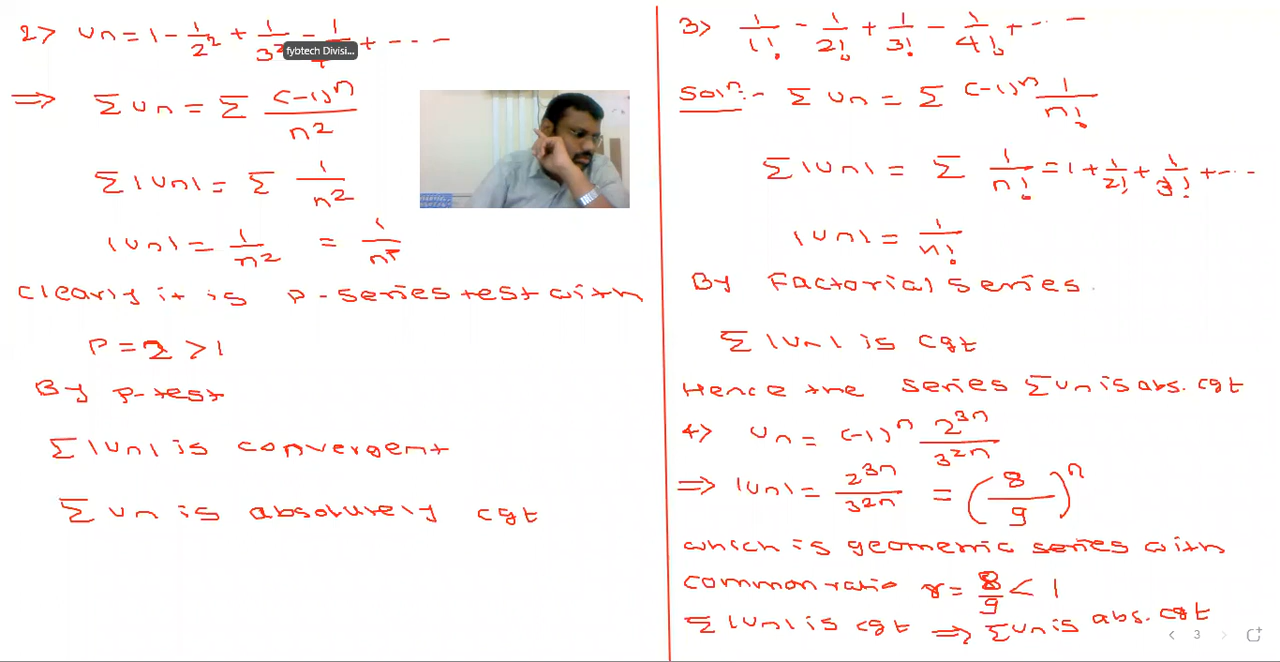 2> un = 1 - 1/2² + 1/3² - 1/ + ----
fybtech Divisi...
⇒ Σ un = Σ (-1)ⁿ/n²
Σ |un| = Σ 1/n²
|un| = 1/n² =
clearly it is p-series test with
P = 2 > 1
By p-test
Σ |un| is convergent
Σ un is absolutely cgt
3> 1/1! - 1/2! + 1/3! - 1/4! + ---
Solⁿ:- Σ un = Σ (-1)ⁿ 1/n!
Σ |un| = Σ 1/n! = 1 + 1/2! + 1/3! + ---
|un| = 1/n!
By Factorial series.
Σ |un| is cgt
Hence the series Σ un is abs. cgt
4> un = (-1)ⁿ 2³ⁿ/3²ⁿ
⇒ |un| = 2³ⁿ/3²ⁿ = (8/9)ⁿ
which is geometric series with
common ratio r = 8/9 < 1
Σ |un| is cgt ⇒ Σ un is abs. cgt
< 3 >